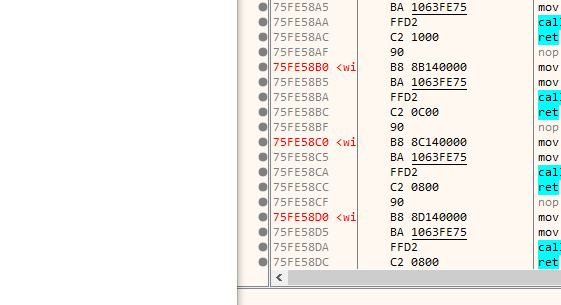 75FE58A5 BA 1063FE75 mov
75FE58AA FFD2 call
75FE58AC C2 1000 ret
75FE58AF 90 nop
75FE58B0 <wi B8 8B140000 mov
75FE58B5 BA 1063FE75 mov
75FE58BA FFD2 call
75FE58BC C2 0C00 ret
75FE58BF 90 nop
75FE58C0 <wi B8 8C140000 mov
75FE58C5 BA 1063FE75 mov
75FE58CA FFD2 call
75FE58CC C2 0800 ret
75FE58CF 90 nop
75FE58D0 <wi B8 8D140000 mov
75FE58D5 BA 1063FE75 mov
75FE58DA FFD2 call
75FE58DC C2 0800 ret